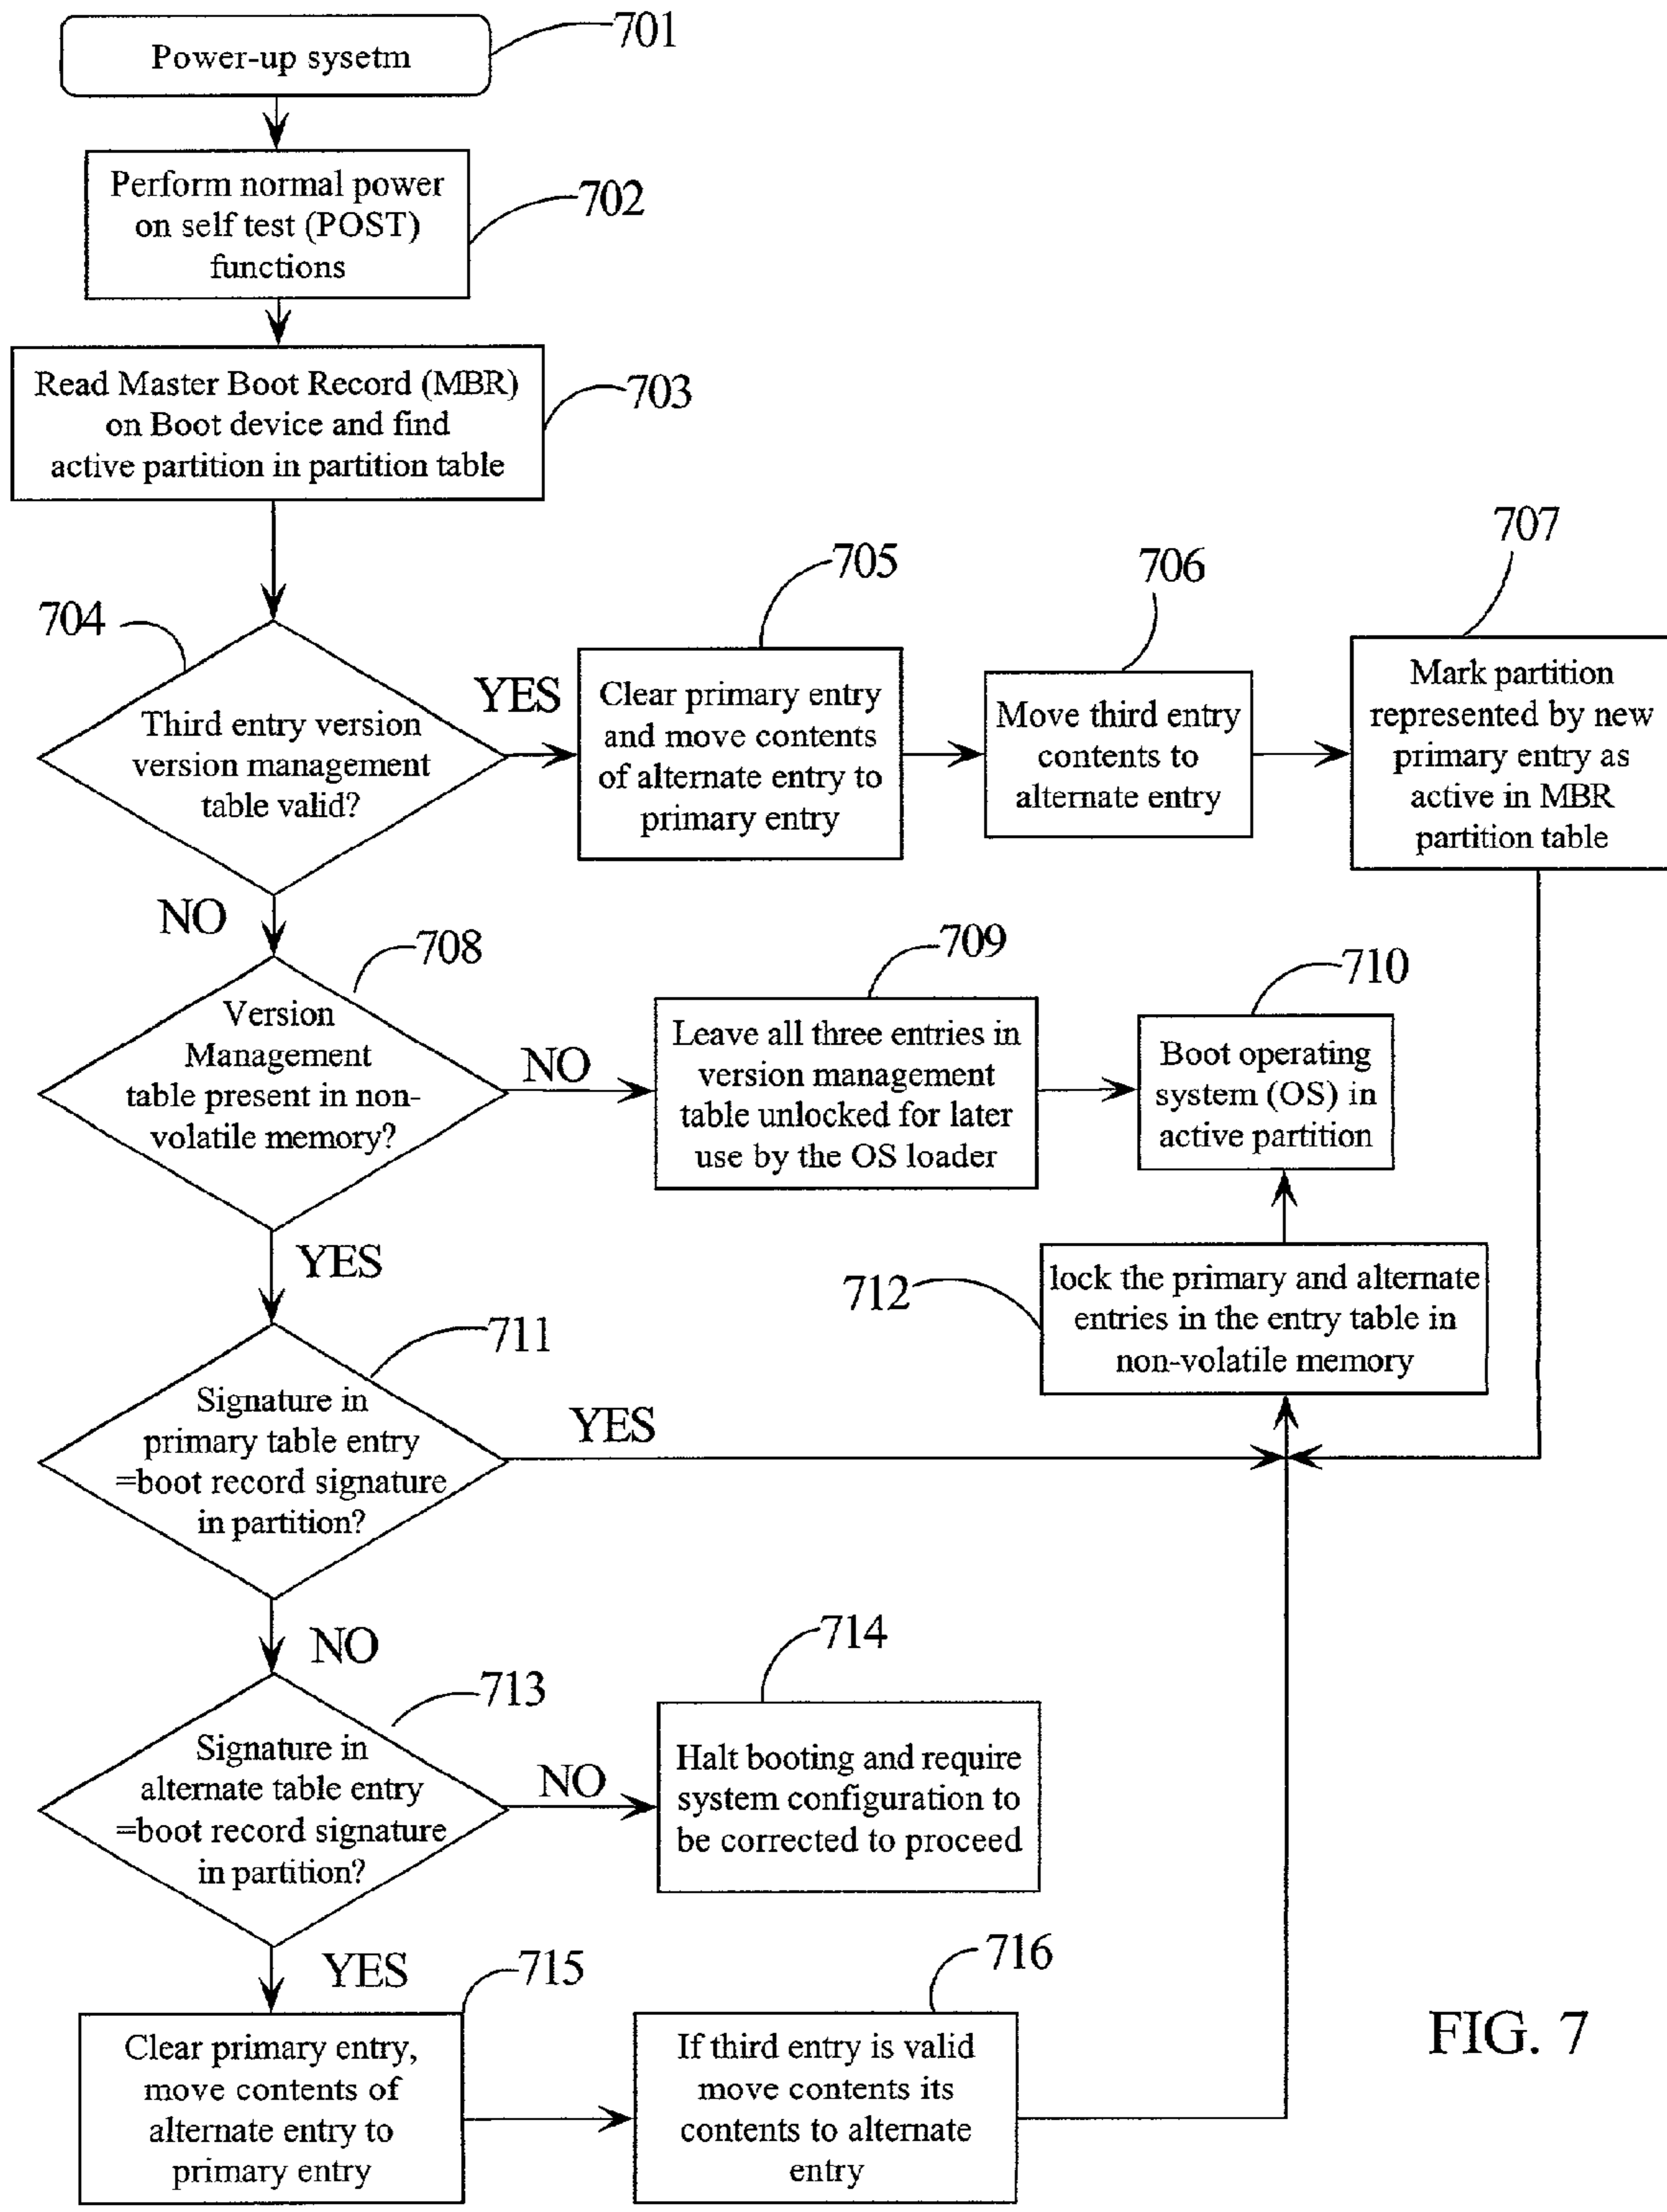 701
Power-up sysetm
Perform normal power
on self test (POST)
functions
702
Read Master Boot Record (MBR)
on Boot device and find
active partition in partition table
703
704
Third entry version
version management
table valid?
YES
705
Clear primary entry
and move contents
of alternate entry to
primary entry
706
Move third entry
contents to
alternate entry
707
Mark partition
represented by new
primary entry as
active in MBR
partition table
NO
708
Version
Management
table present in non-
volatile memory?
NO
709
Leave all three entries in
version management
table unlocked for later
use by the OS loader
710
Boot operating
system (OS) in
active partition
YES
712
lock the primary and alternate
entries in the entry table in
non-volatile memory
711
Signature in
primary table entry
=boot record signature
in partition?
YES
NO
713
Signature in
alternate table entry
=boot record signature
in partition?
NO
714
Halt booting and require
system configuration to
be corrected to proceed
YES
715
Clear primary entry,
move contents of
alternate entry to
primary entry
716
If third entry is valid
move contents its
contents to alternate
entry
FIG. 7